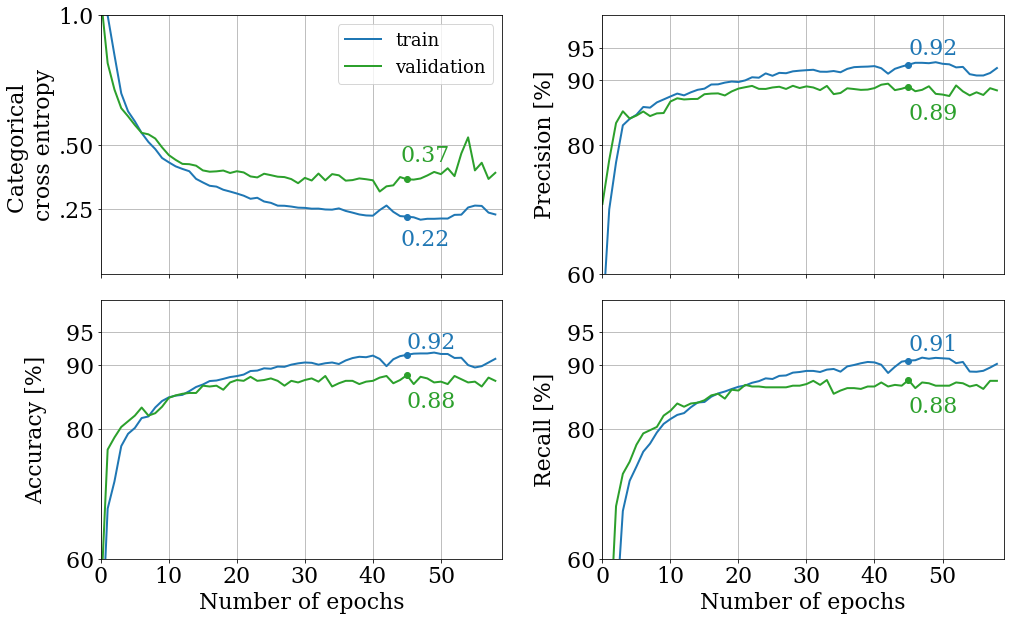 1.0
.50
.25
Categorical
cross entropy
train
validation
0.37
0.22
95
90
80
60
Precision [%]
0.92
0.89
95
90
80
60
Accuracy [%]
0.92
0.88
0 10 20 30 40 50
Number of epochs
95
90
80
60
Recall [%]
0.91
0.88
0 10 20 30 40 50
Number of epochs